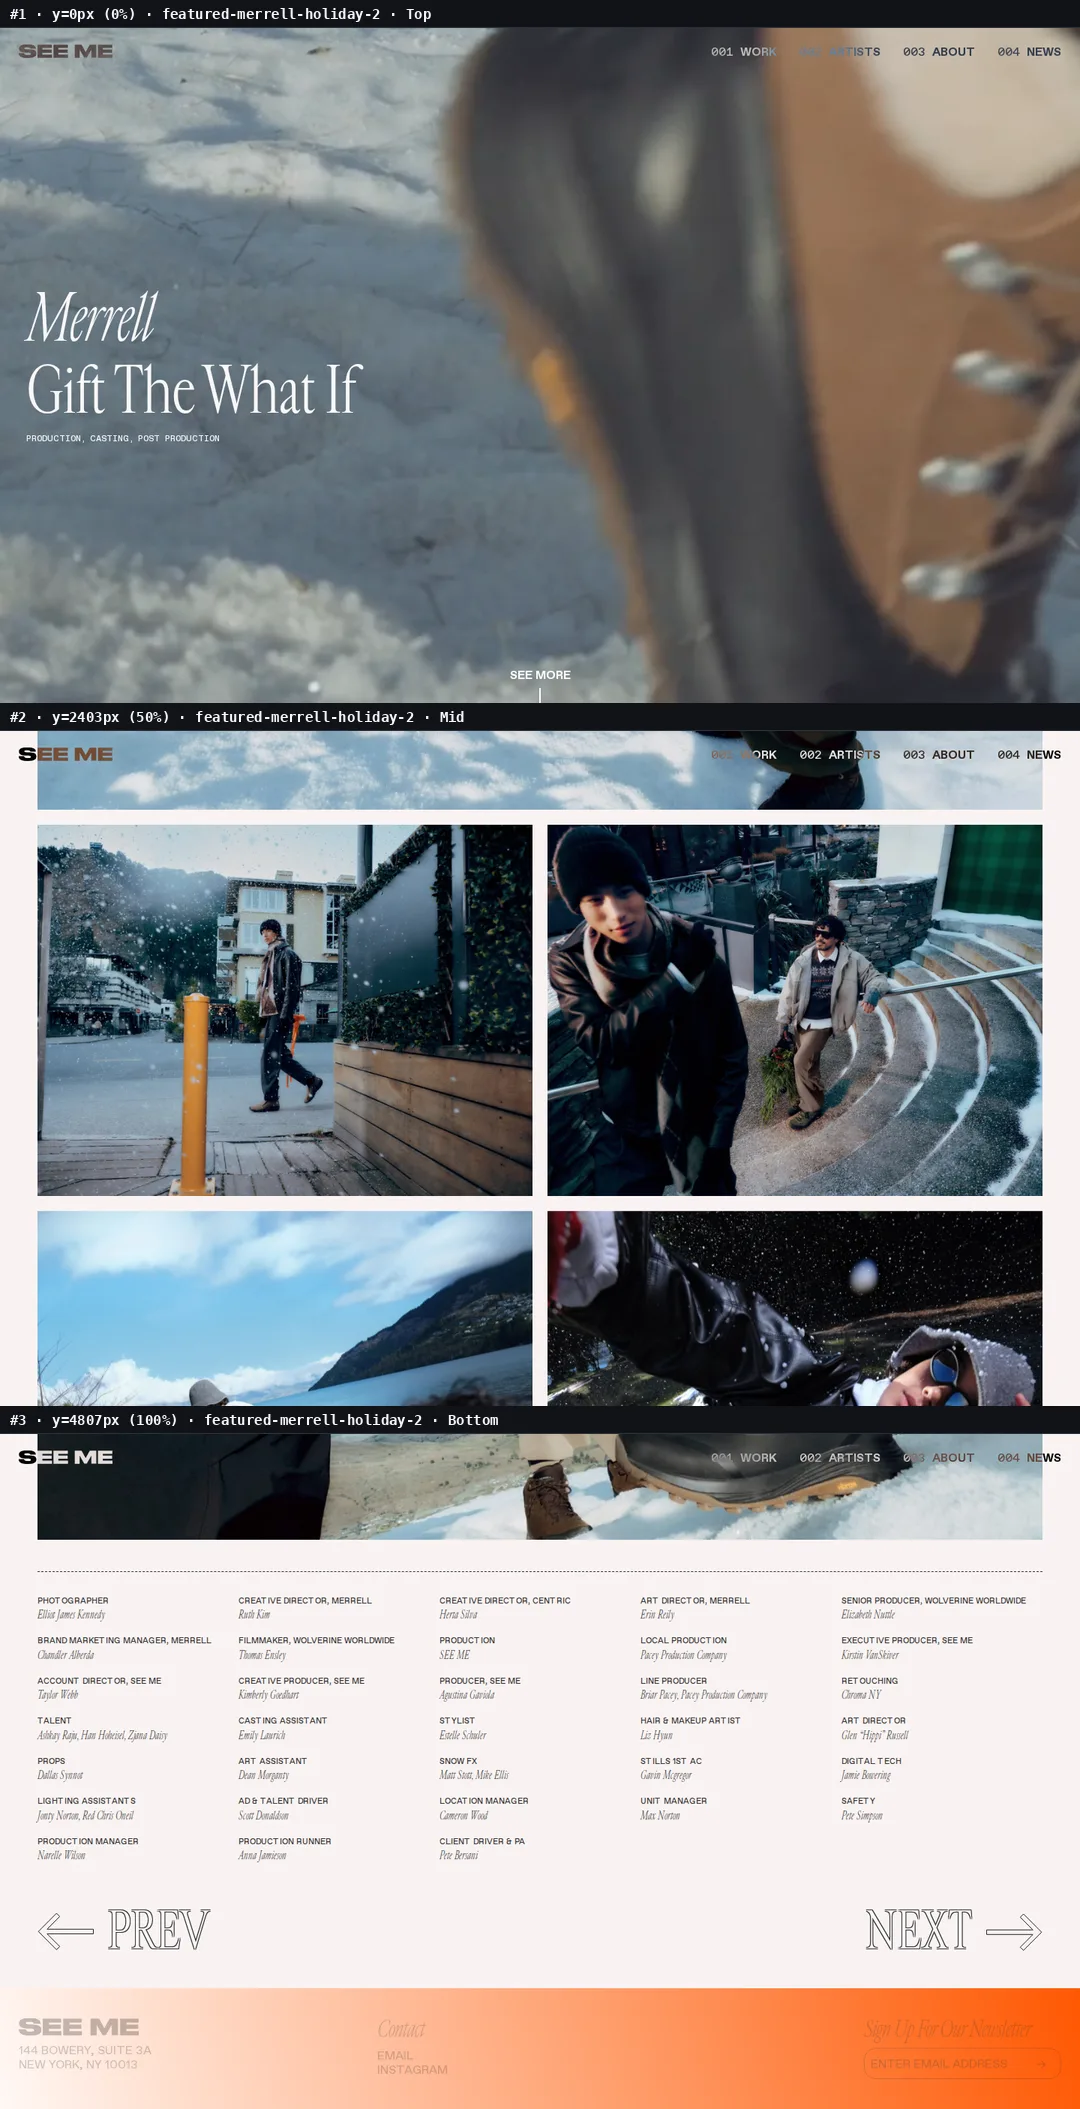 #1 · y=0px (0%) · featured-merrell-holiday-2 · Top
SEE ME
001 WORK ARTISTS 003 ABOUT 004 NEWS
Merrell
Gift The What If
PRODUCTION, CASTING, POST PRODUCTION
SEE MORE
#2 · y=2403px (50%) · featured-merrell-holiday-2 · Mid
SEE ME
001 WORK 002 ARTISTS 003 ABOUT 004 NEWS
#3 · y=4807px (100%) · featured-merrell-holiday-2 · Bottom
SEE ME
001 WORK 002 ARTISTS 003 ABOUT 004 NEWS
PHOTOGRAPHER
Elliot James Kennedy
CREATIVE DIRECTOR, MERRELL
Ruth Kim
CREATIVE DIRECTOR, CENTRIC
Herta Silva
ART DIRECTOR, MERRELL
Erin Reily
SENIOR PRODUCER, WOLVERINE WORLDWIDE
Elizabeth Nuttle
BRAND MARKETING MANAGER, MERRELL
Chandler Alberda
FILMMAKER, WOLVERINE WORLDWIDE
Thomas Ensley
PRODUCTION
SEE ME
LOCAL PRODUCTION
Pacey Production Company
EXECUTIVE PRODUCER, SEE ME
Kirstin VanSkiver
ACCOUNT DIRECTOR, SEE ME
Taylor Webb
CREATIVE PRODUCER, SEE ME
Kimberly Goedhart
PRODUCER, SEE ME
Agustina Gaviola
LINE PRODUCER
Briar Pacey, Pacey Production Company
RETOUCHING
Chroma NY
TALENT
Ashkay Raju, Han Hoheisel, Zjana Daisy
CASTING ASSISTANT
Emily Laurich
STYLIST
Estelle Schuler
HAIR & MAKEUP ARTIST
Liz Hyun
ART DIRECTOR
Glen “Hippi” Russell
PROPS
Dallas Synnot
ART ASSISTANT
Dean Morganty
SNOW FX
Matt Stott, Mike Ellis
STILLS 1ST AC
Gavin Mcgregor
DIGITAL TECH
Jamie Bowering
LIGHTING ASSISTANTS
Jonty Norton, Red Chris Oneil
AD & TALENT DRIVER
Scott Donaldson
LOCATION MANAGER
Cameron Wood
UNIT MANAGER
Max Norton
SAFETY
Pete Simpson
PRODUCTION MANAGER
Narelle Wilson
PRODUCTION RUNNER
Anna Jamieson
CLIENT DRIVER & PA
Pete Bersani
← PREV
NEXT →
SEE ME
144 BOWERY, SUITE 3A
NEW YORK, NY 10013
Contact
EMAIL
INSTAGRAM
Sign Up For Our Newsletter
ENTER EMAIL ADDRESS →